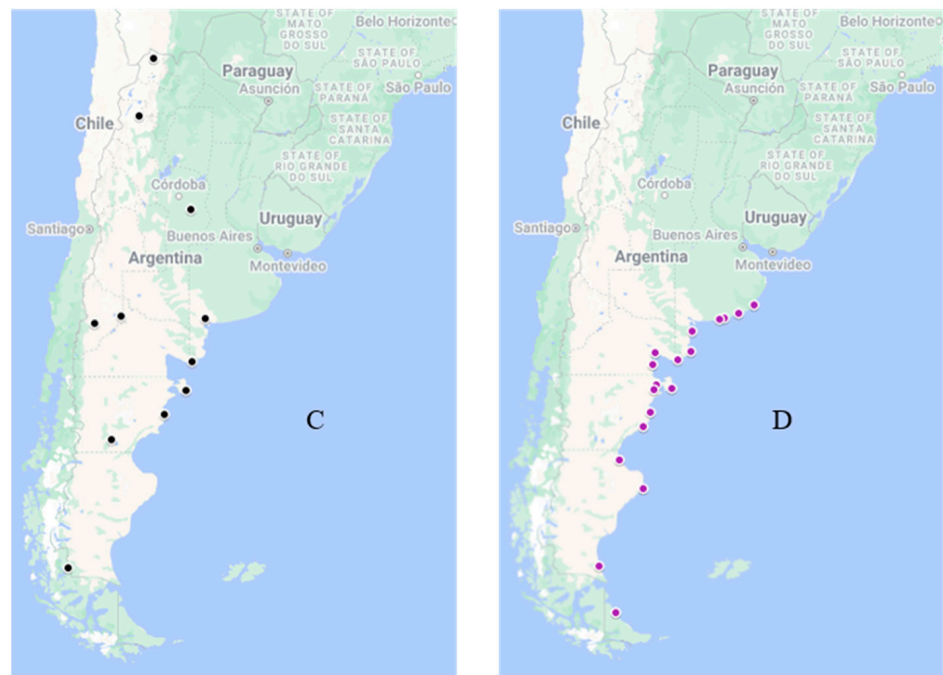 STATE OF
MATO
GROSSO
DO SUL
Belo Horizonte
STATE OF
SÃO PAULO
Paraguay
Asunción
STATE OF
PARANÁ
São Paulo
Chile
STATE OF
SANTA
CATARINA
STATE OF
RIO GRANDE
DO SUL
Córdoba
Santiago
Uruguay
Buenos Aires
Argentina
Montevideo
C
STATE OF
MATO
GROSSO
DO SUL
Belo Horizonte
STATE OF
SÃO PAULO
Paraguay
Asunción
STATE OF
PARANÁ
São Paulo
Chile
STATE OF
SANTA
CATARINA
STATE OF
RIO GRANDE
DO SUL
Córdoba
Santiago
Uruguay
Buenos Aires
Argentina
Montevideo
D